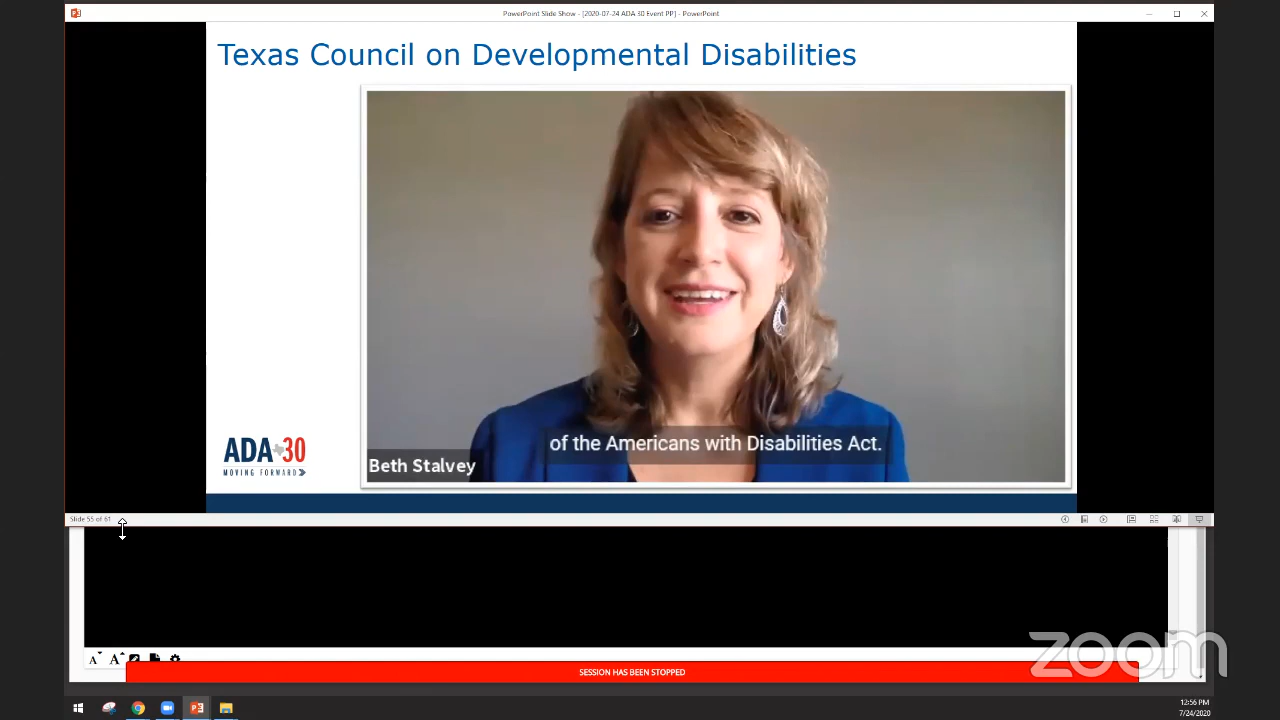 PowerPoint Slide Show - [2020-07-24 ADA 30 Event PP] - PowerPoint
Texas Council on Developmental Disabilities
of the Americans with Disabilities Act.
Beth Stalvey
ADA 30
MOVING FORWARD
Slide 55 of 61
A A
zoom
SESSION HAS BEEN STOPPED
12:56 PM
7/24/2020